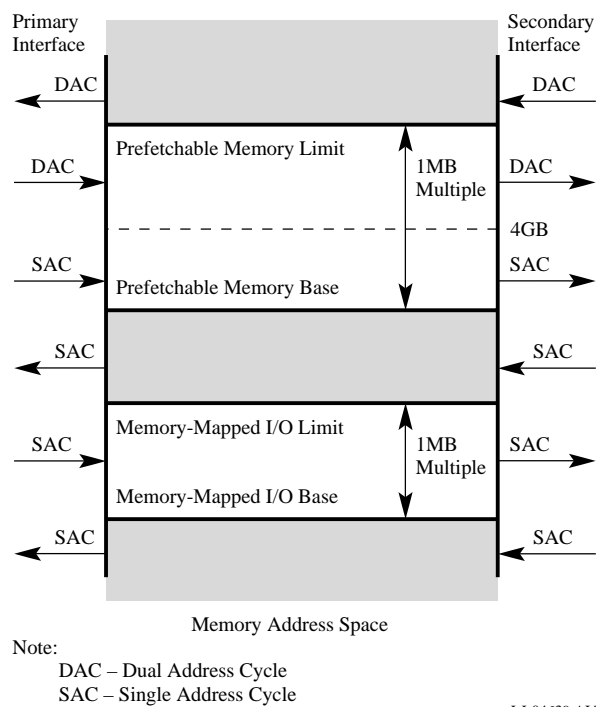 Primary
Interface
Secondary
Interface
DAC
DAC
Prefetchable Memory Limit
DAC
1MB
Multiple
DAC
4GB
SAC
SAC
Prefetchable Memory Base
SAC
SAC
Memory-Mapped I/O Limit
SAC
1MB
Multiple
SAC
Memory-Mapped I/O Base
SAC
SAC
Memory Address Space
Note:
DAC – Dual Address Cycle
SAC – Single Address Cycle